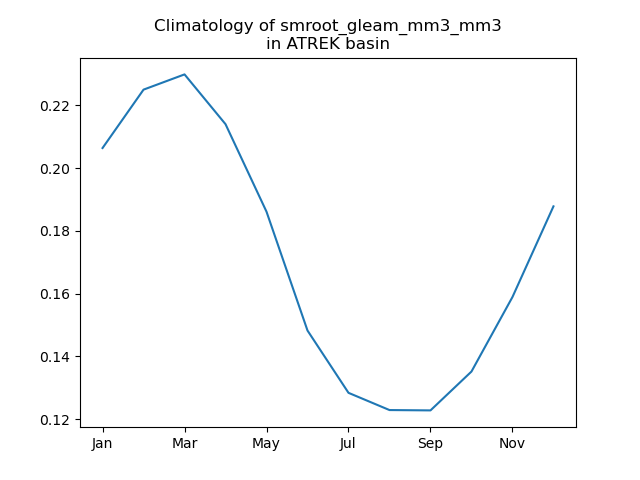 Climatology of smroot_gleam_mm3_mm3
in ATREK basin
0.22
0.20
0.18
0.16
0.14
0.12
Jan Mar May Jul Sep Nov